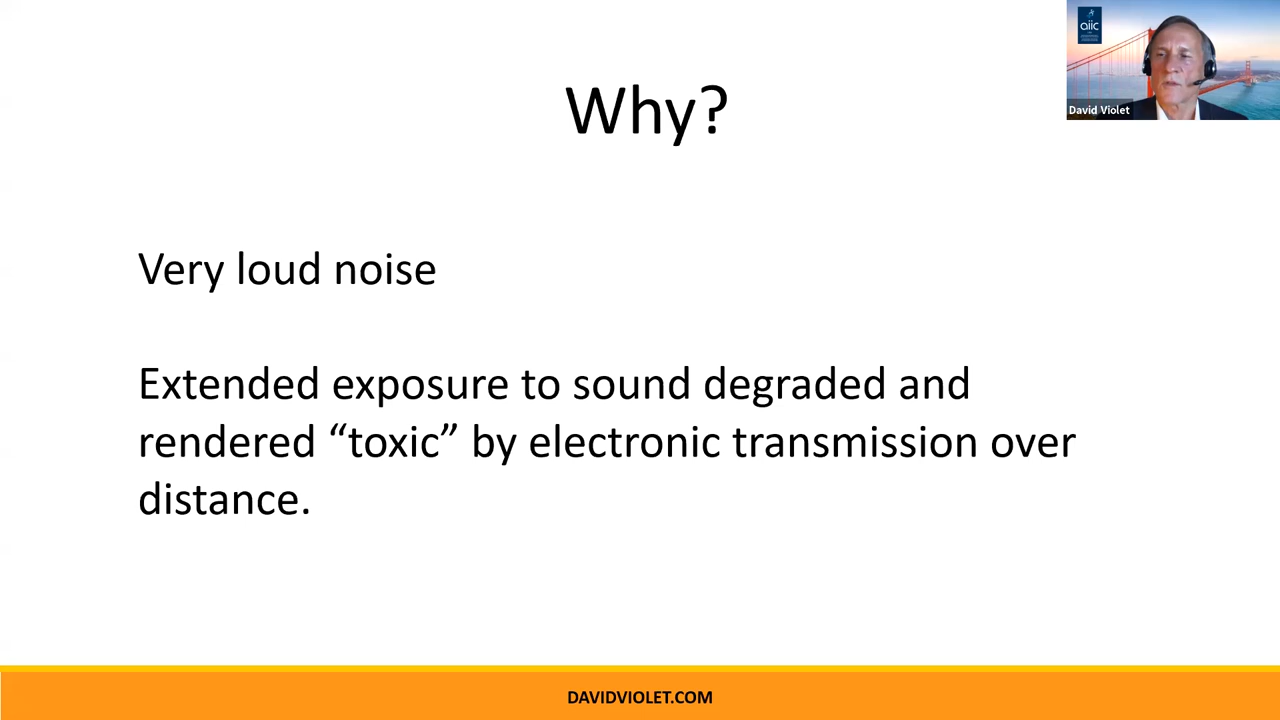 aiic
David Violet
Why?
Very loud noise
Extended exposure to sound degraded and
rendered “toxic” by electronic transmission over
distance.
DAVIDVIOLET.COM